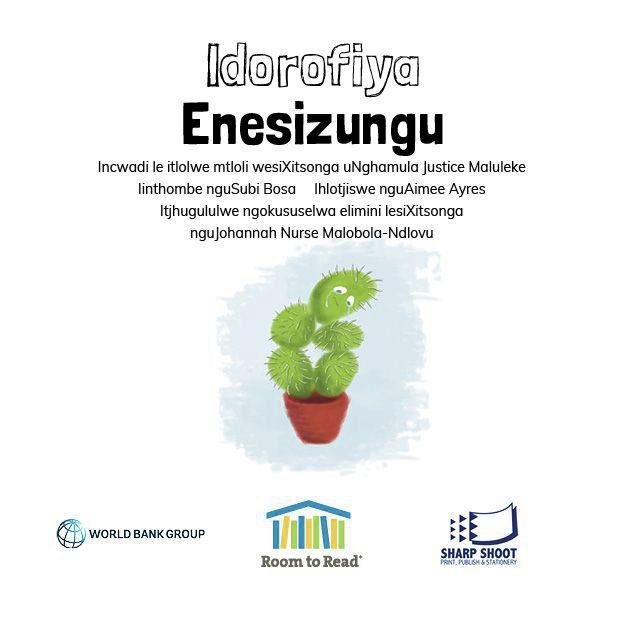 Idorofiya
Enesizungu
Incwadi le itlolwe mtloli wesiXitsonga uNghamula Justice Maluleke
Iinthombe nguSubi Bosa Ihlotjiswe nguAimee Ayres
Itjhugululwe ngokususelwa elimini lesiXitsonga
nguJohannah Nurse Malobola-Ndlovu
WORLD BANK GROUP
Room to Read
SHARP SHOOT
PRINT, PUBLISH & STATIONERY